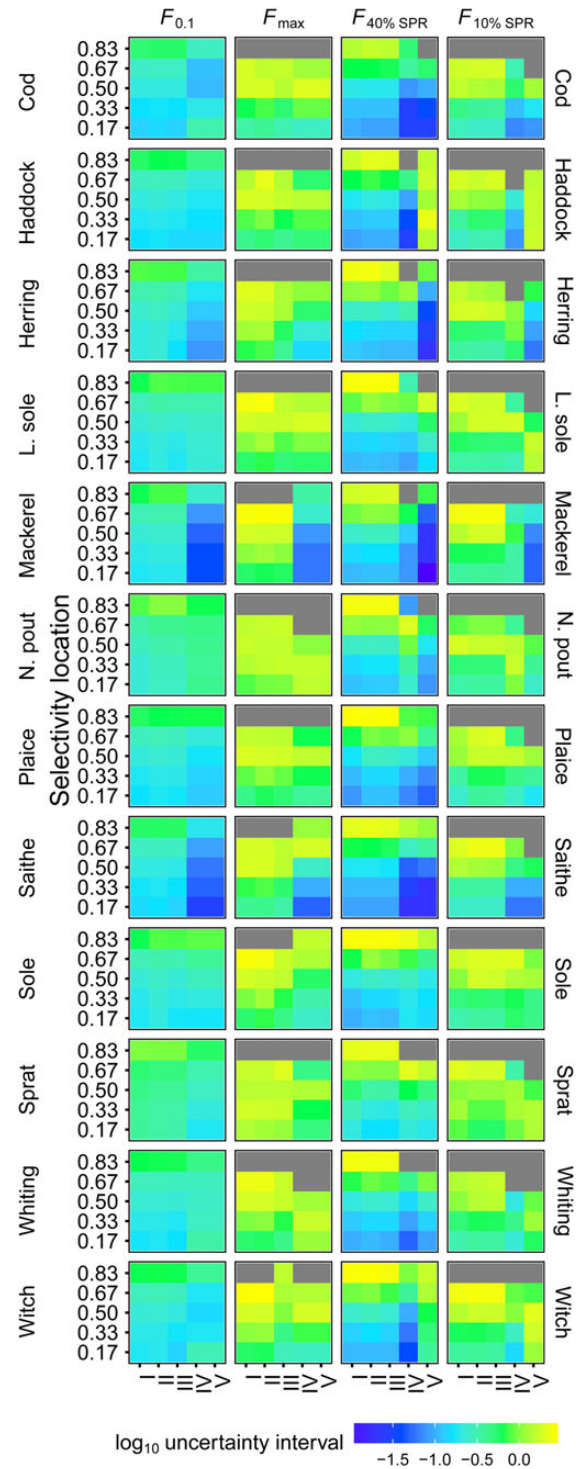 F0.1 Fmax F40% SPR F10% SPR
Cod 0.83 0.67 0.50 0.33 0.17 Cod
Haddock 0.83 0.67 0.50 0.33 0.17 Haddock
Herring 0.83 0.67 0.50 0.33 0.17 Herring
L. sole 0.83 0.67 0.50 0.33 0.17 L. sole
Mackerel 0.83 0.67 0.50 0.33 0.17 Mackerel
Selectivity location
N. pout 0.83 0.67 0.50 0.33 0.17 N. pout
Plaice 0.83 0.67 0.50 0.33 0.17 Plaice
Saithe 0.83 0.67 0.50 0.33 0.17 Saithe
Sole 0.83 0.67 0.50 0.33 0.17 Sole
Sprat 0.83 0.67 0.50 0.33 0.17 Sprat
Whiting 0.83 0.67 0.50 0.33 0.17 Whiting
Witch 0.83 0.67 0.50 0.33 0.17 Witch
I II III IV V I II III IV V I II III IV V I II III IV V
log10 uncertainty interval
−1.5 −1.0 −0.5 0.0